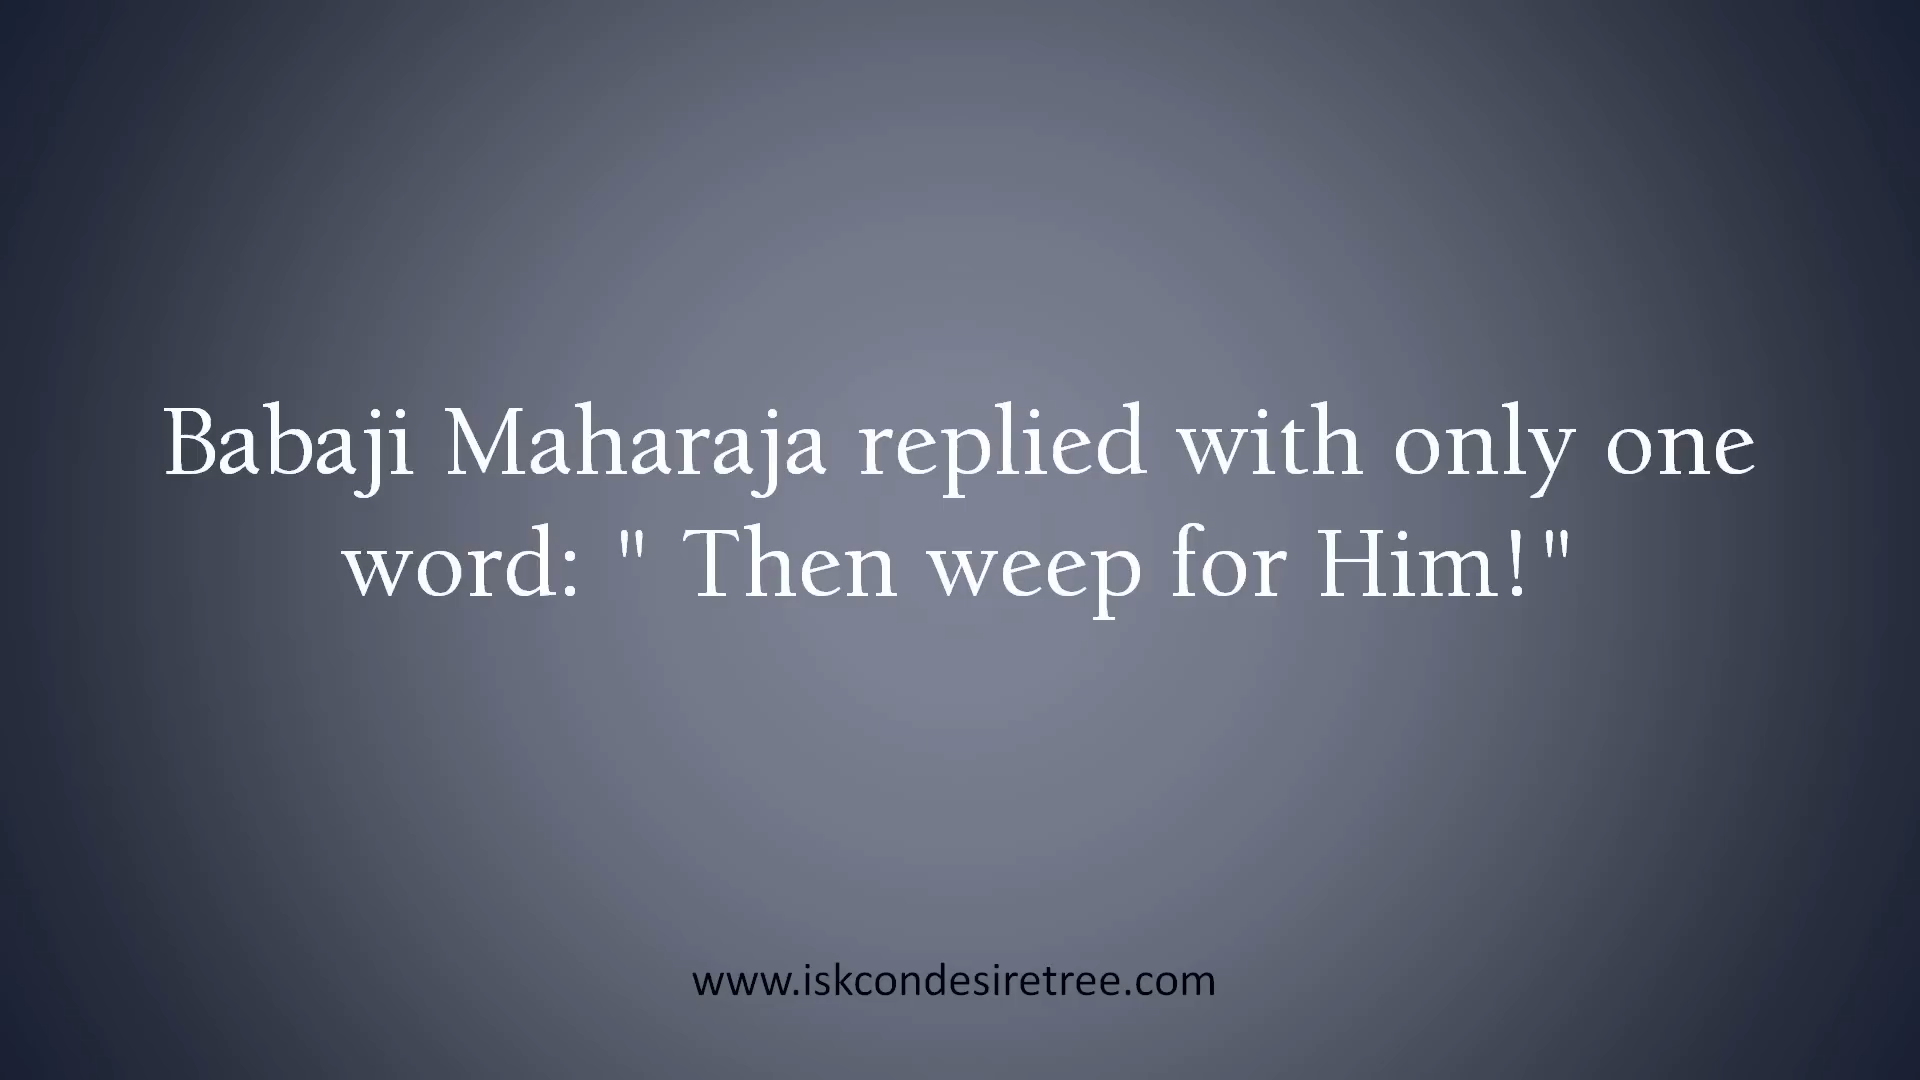 Babaji Maharaja replied with only one
word: " Then weep for Him!"
www.iskcondesiretree.com